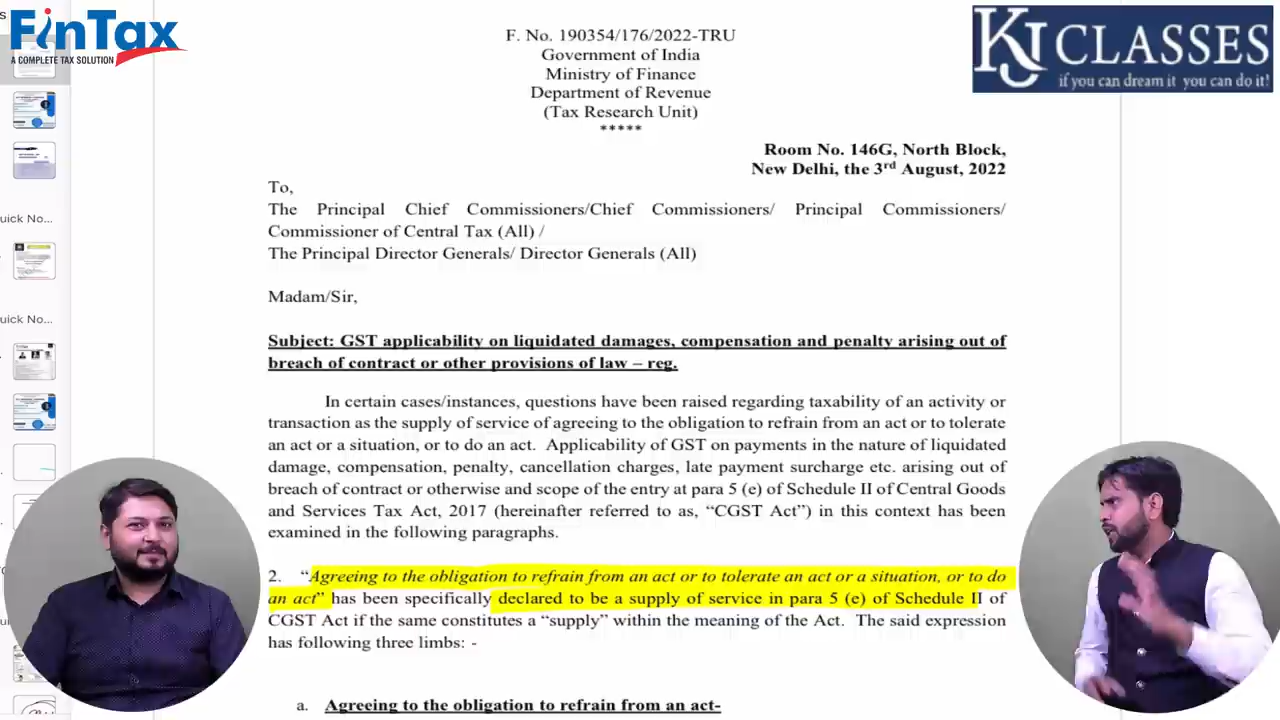 FinTax
A COMPLETE TAX SOLUTION
KJ CLASSES
if you can dream it you can do it!
F. No. 190354/176/2022-TRU
Government of India
Ministry of Finance
Department of Revenue
(Tax Research Unit)
*****
Room No. 146G, North Block,
New Delhi, the 3rd August, 2022
To,
The Principal Chief Commissioners/Chief Commissioners/ Principal Commissioners/
Commissioner of Central Tax (All) /
The Principal Director Generals/ Director Generals (All)
Madam/Sir,
Subject: GST applicability on liquidated damages, compensation and penalty arising out of
breach of contract or other provisions of law – reg.
In certain cases/instances, questions have been raised regarding taxability of an activity or
transaction as the supply of service of agreeing to the obligation to refrain from an act or to tolerate
an act or a situation, or to do an act. Applicability of GST on payments in the nature of liquidated
damage, compensation, penalty, cancellation charges, late payment surcharge etc. arising out of
breach of contract or otherwise and scope of the entry at para 5 (e) of Schedule II of Central Goods
and Services Tax Act, 2017 (hereinafter referred to as, “CGST Act”) in this context has been
examined in the following paragraphs.
2. “Agreeing to the obligation to refrain from an act or to tolerate an act or a situation, or to do
an act” has been specifically declared to be a supply of service in para 5 (e) of Schedule II of
CGST Act if the same constitutes a “supply” within the meaning of the Act. The said expression
has following three limbs: -
a. Agreeing to the obligation to refrain from an act-
uick No...
uick No...